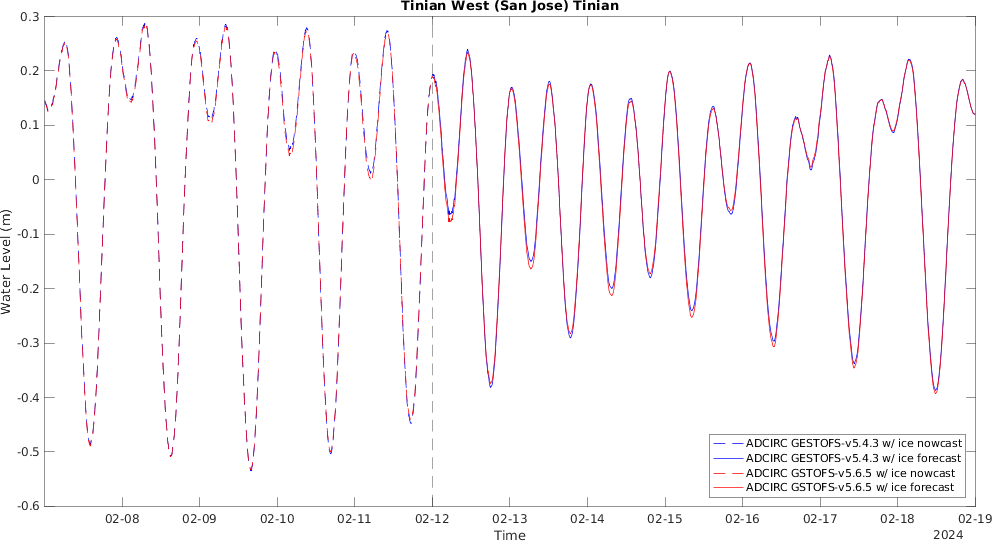 Tinian West (San Jose) Tinian
Water Level (m)
0.3
0.2
0.1
0
-0.1
-0.2
-0.3
-0.4
-0.5
-0.6
ADCIRC GESTOFS-v5.4.3 w/ ice nowcast
ADCIRC GESTOFS-v5.4.3 w/ ice forecast
ADCIRC GSTOFS-v5.6.5 w/ ice nowcast
ADCIRC GSTOFS-v5.6.5 w/ ice forecast
02-08 02-09 02-10 02-11 02-12 02-13 02-14 02-15 02-16 02-17 02-18 02-19
Time
2024